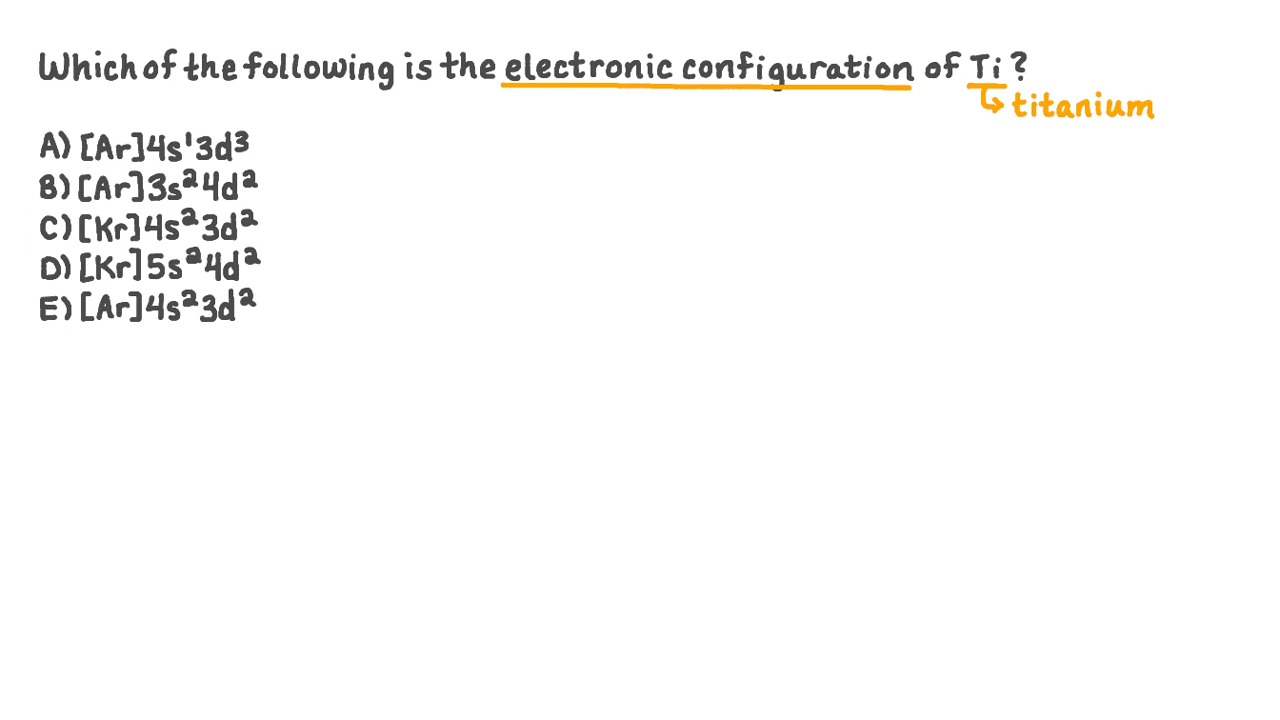 Which of the following is the electronic configuration of Ti?
↳ titanium
A) [Ar]4s¹3d³
B) [Ar]3s²4d²
C) [Kr]4s²3d²
D) [Kr]5s²4d²
E) [Ar]4s²3d²